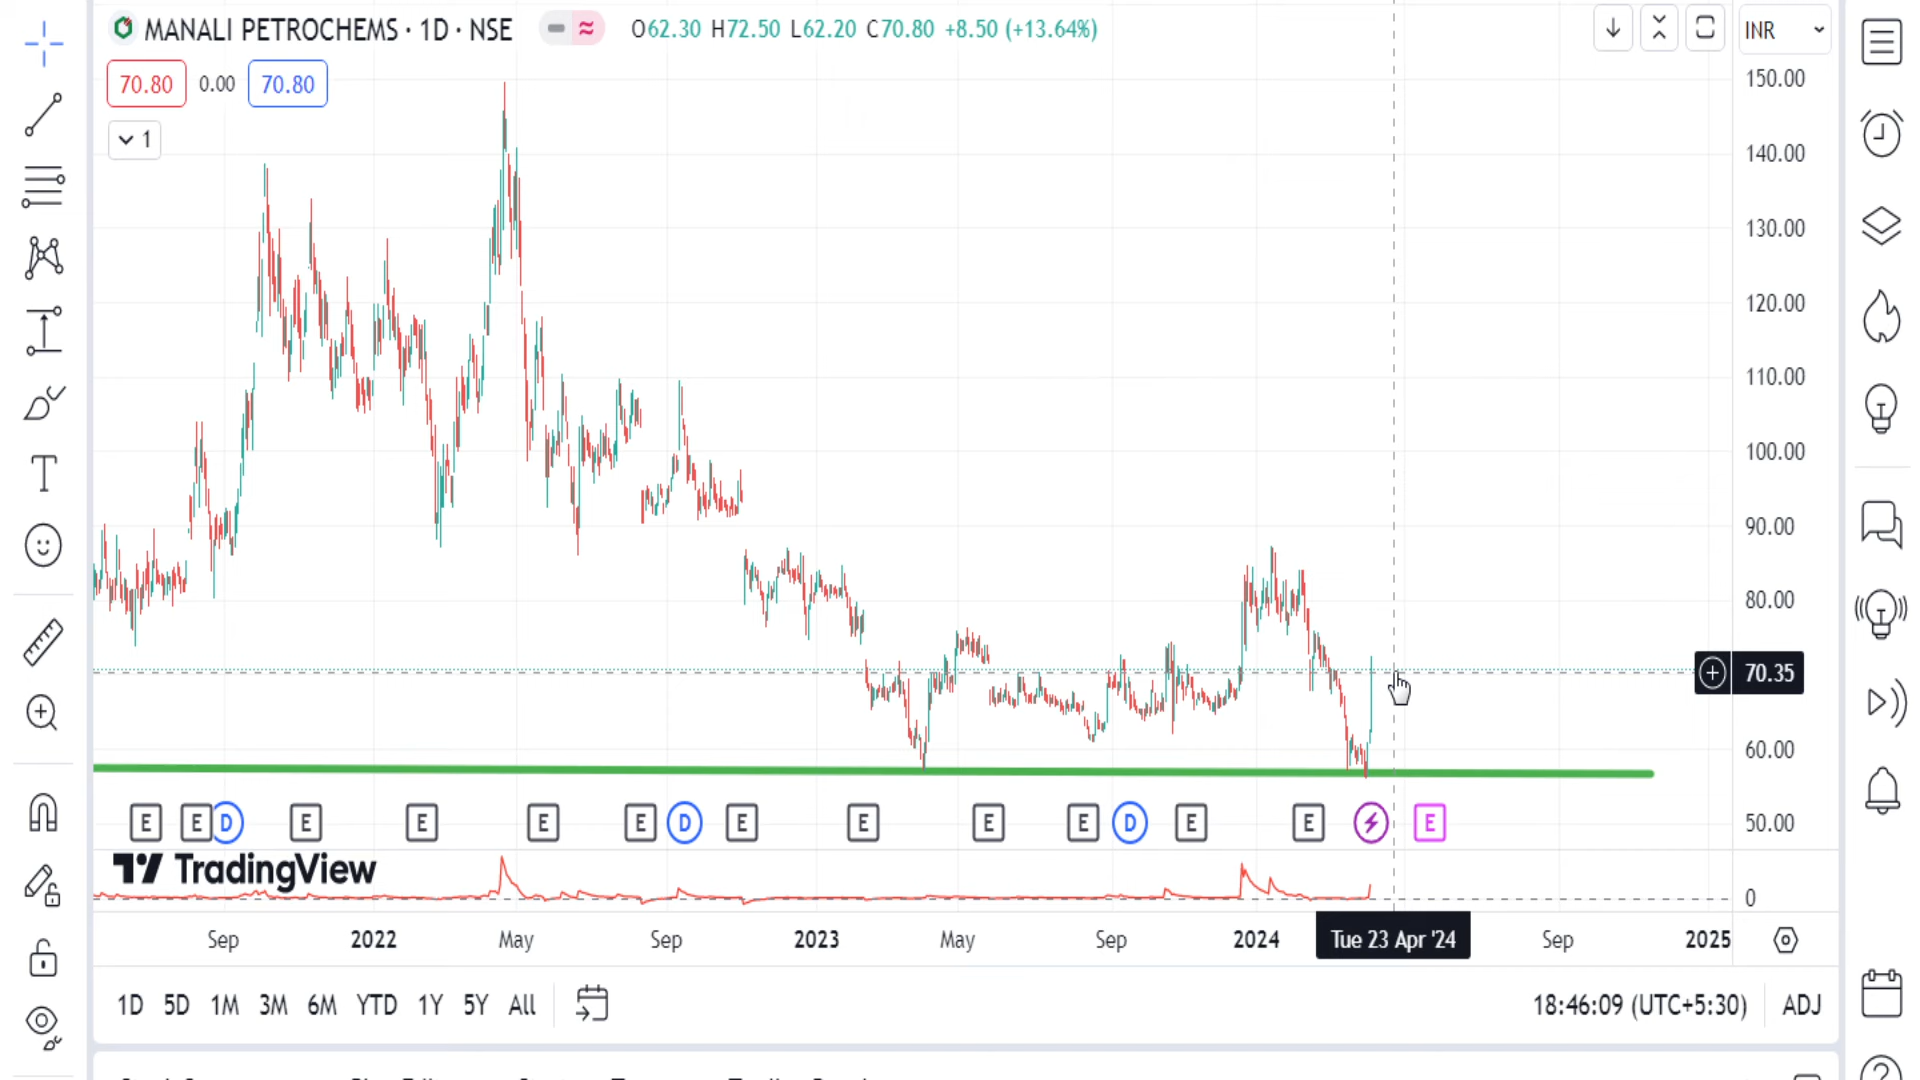 MANALI PETROCHEMS · 1D · NSE O62.30 H72.50 L62.20 C70.80 +8.50 (+13.64%)
INR
70.80 0.00 70.80
1
150.00
140.00
130.00
120.00
110.00
100.00
90.00
80.00
70.35
60.00
50.00
E E D E E E E D E E E E D E E E
TradingView
0
Sep 2022 May Sep 2023 May Sep 2024 Tue 23 Apr '24 Sep 2025
1D 5D 1M 3M 6M YTD 1Y 5Y All 18:46:09 (UTC+5:30) ADJ